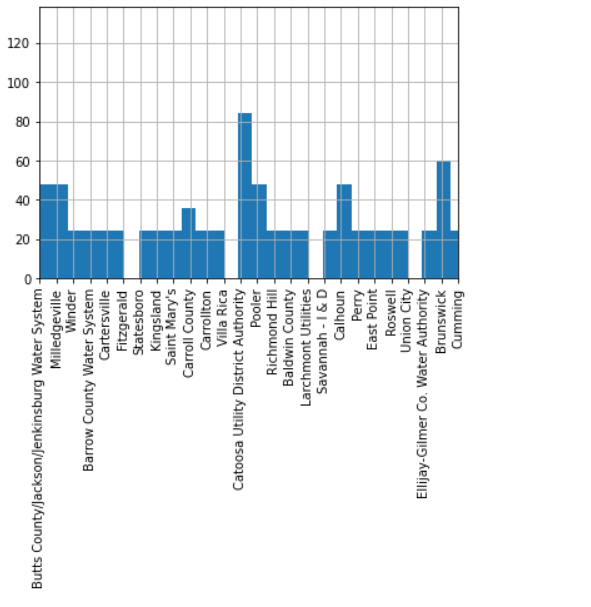 120
100
80
60
40
20
0
Butts County/Jackson/Jenkinsburg Water System
Milledgeville
Winder
Barrow County Water System
Cartersville
Fitzgerald
Statesboro
Kingsland
Saint Mary's
Carroll County
Carrollton
Villa Rica
Catoosa Utility District Authority
Pooler
Richmond Hill
Baldwin County
Larchmont Utilities
Savannah - I & D
Calhoun
Perry
East Point
Roswell
Union City
Ellijay-Gilmer Co. Water Authority
Brunswick
Cumming